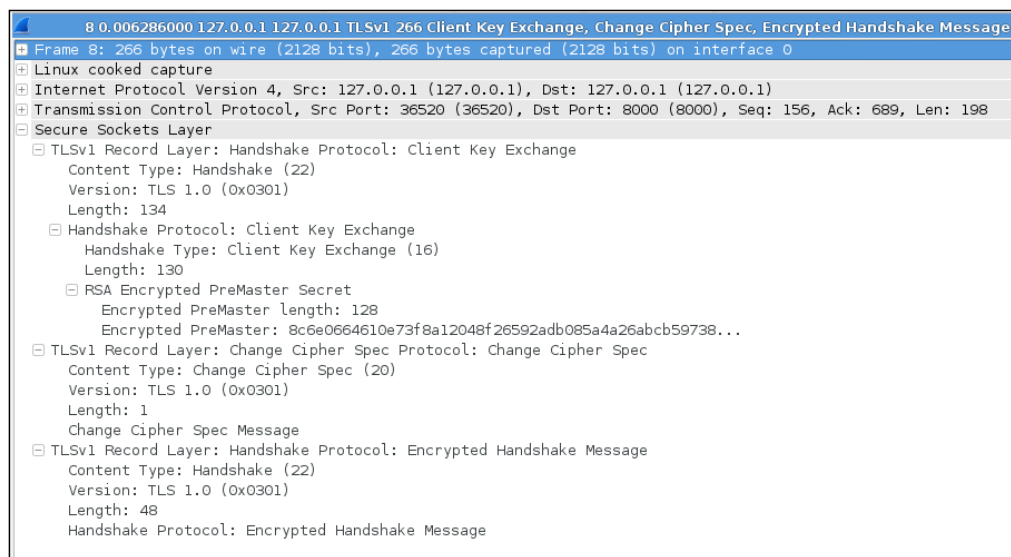 8 0.006286000 127.0.0.1 127.0.0.1 TLSv1 266 Client Key Exchange, Change Cipher Spec, Encrypted Handshake Message
Frame 8: 266 bytes on wire (2128 bits), 266 bytes captured (2128 bits) on interface 0
Linux cooked capture
Internet Protocol Version 4, Src: 127.0.0.1 (127.0.0.1), Dst: 127.0.0.1 (127.0.0.1)
Transmission Control Protocol, Src Port: 36520 (36520), Dst Port: 8000 (8000), Seq: 156, Ack: 689, Len: 198
Secure Sockets Layer
TLSv1 Record Layer: Handshake Protocol: Client Key Exchange
Content Type: Handshake (22)
Version: TLS 1.0 (0x0301)
Length: 134
Handshake Protocol: Client Key Exchange
Handshake Type: Client Key Exchange (16)
Length: 130
RSA Encrypted PreMaster Secret
Encrypted PreMaster length: 128
Encrypted PreMaster: 8c6e0664610e73f8a12048f26592adb085a4a26abcb59738...
TLSv1 Record Layer: Change Cipher Spec Protocol: Change Cipher Spec
Content Type: Change Cipher Spec (20)
Version: TLS 1.0 (0x0301)
Length: 1
Change Cipher Spec Message
TLSv1 Record Layer: Handshake Protocol: Encrypted Handshake Message
Content Type: Handshake (22)
Version: TLS 1.0 (0x0301)
Length: 48
Handshake Protocol: Encrypted Handshake Message